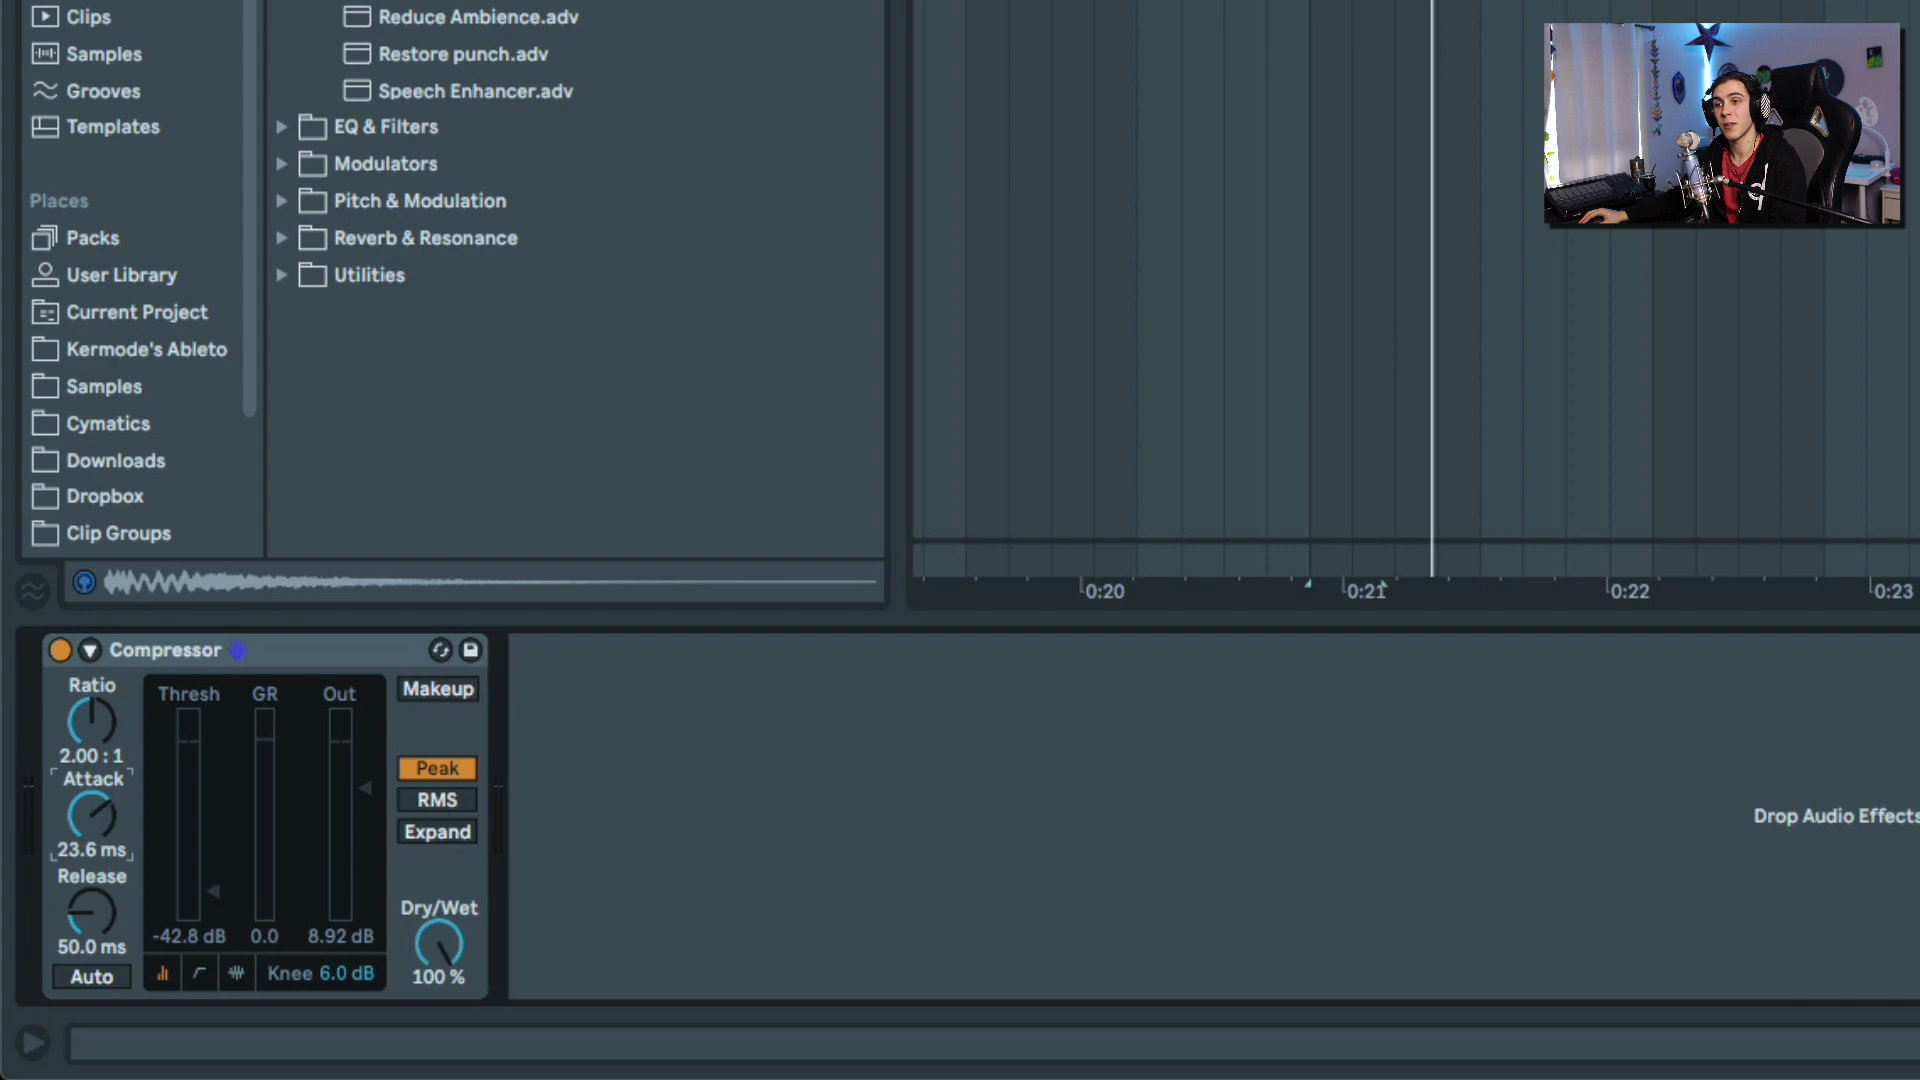 Clips
Samples
Grooves
Templates
Places
Packs
User Library
Current Project
Kermode's Ableto
Samples
Cymatics
Downloads
Dropbox
Clip Groups
Reduce Ambience.adv
Restore punch.adv
Speech Enhancer.adv
EQ & Filters
Modulators
Pitch & Modulation
Reverb & Resonance
Utilities
0:20
0:21
0:22
0:23
Compressor
Ratio
2.00 : 1
Attack
23.6 ms
Release
50.0 ms
Auto
Thresh GR Out
-42.8 dB 0.0 8.92 dB
Knee 6.0 dB
Makeup
Peak
RMS
Expand
Dry/Wet
100 %
Drop Audio Effects